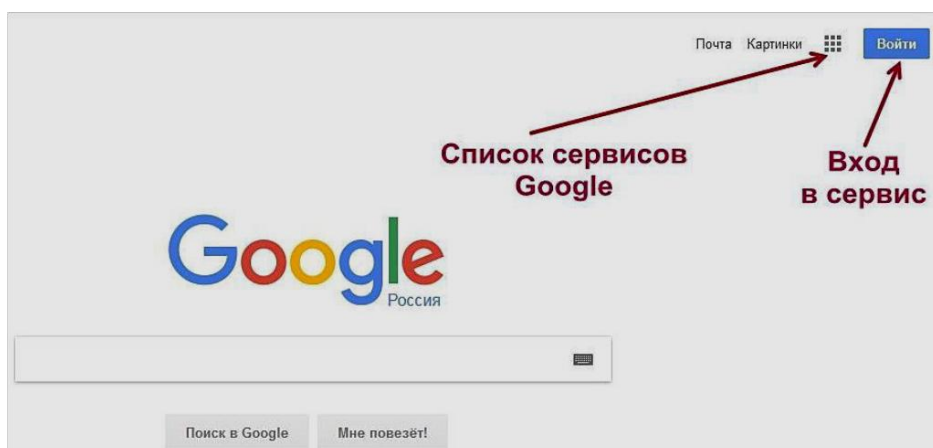 Почта Картинки Войти
Список сервисов
Google
Вход
в сервис
Google
Россия
Поиск в Google Мне повезёт!